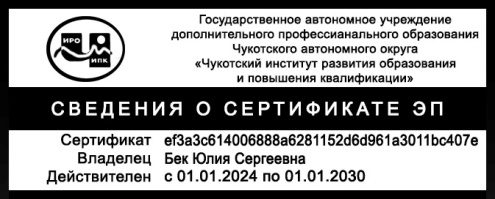 ИРО
ИПК
Государственное автономное учреждение
дополнительного профессианального образования
Чукотского автономного округа
«Чукотский институт развития образования
и повышения квалификации»
СВЕДЕНИЯ О СЕРТИФИКАТЕ ЭП
Сертификат ef3a3c614006888a6281152d6d961a3011bc407e
Владелец Бек Юлия Сергеевна
Действителен с 01.01.2024 по 01.01.2030